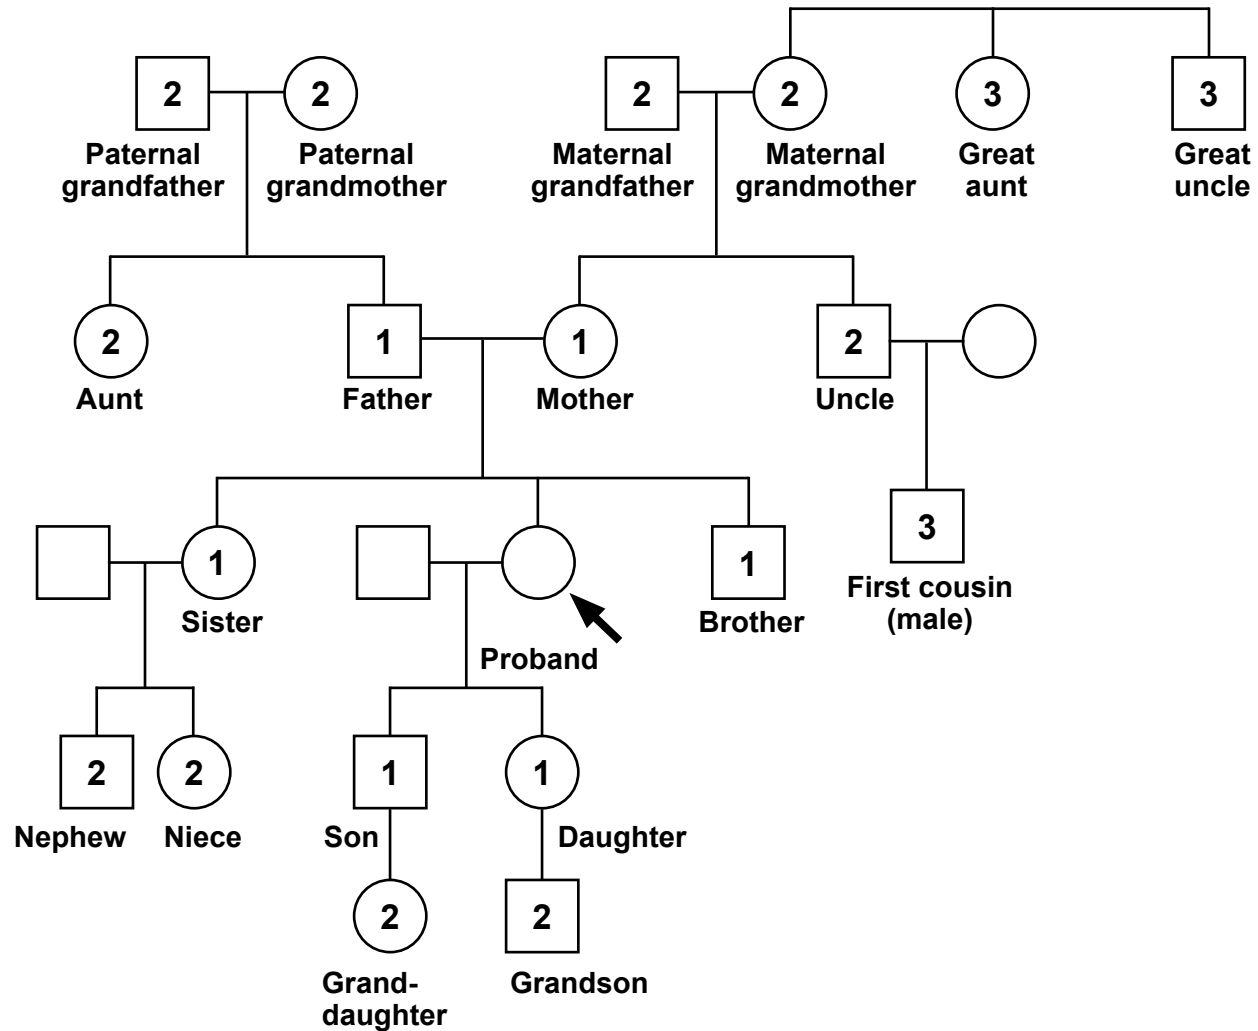 2
2
2
2
3
3
Paternal
grandfather
Paternal
grandmother
Maternal
grandfather
Maternal
grandmother
Great
aunt
Great
uncle
2
1
1
2
Aunt
Father
Mother
Uncle
1
1
3
Sister
Proband
Brother
First cousin
(male)
2
2
1
1
Nephew
Niece
Son
Daughter
2
2
Grand-
daughter
Grandson